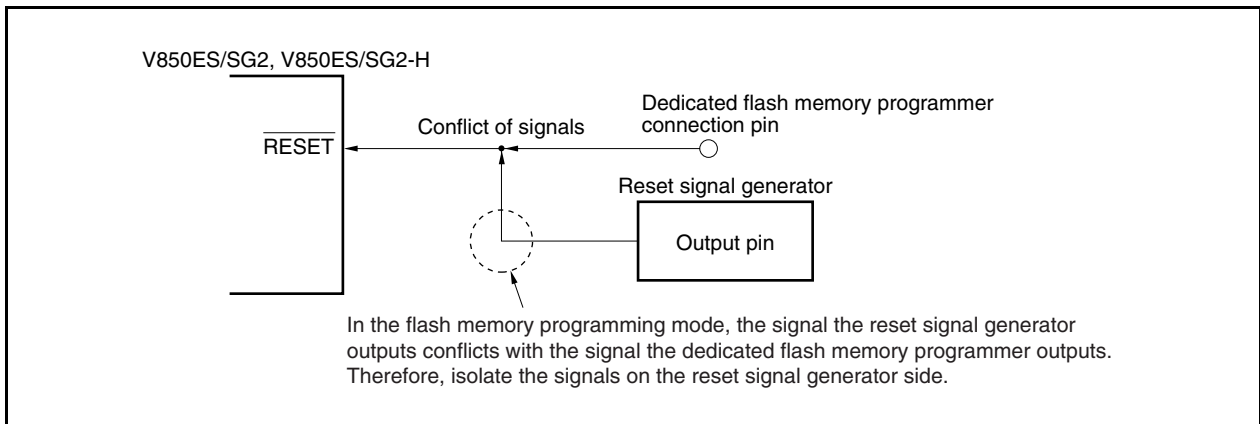 V850ES/SG2, V850ES/SG2-H
Dedicated flash memory programmer
connection pin
Conflict of signals
RESET
Reset signal generator
Output pin
In the flash memory programming mode, the signal the reset signal generator
outputs conflicts with the signal the dedicated flash memory programmer outputs.
Therefore, isolate the signals on the reset signal generator side.